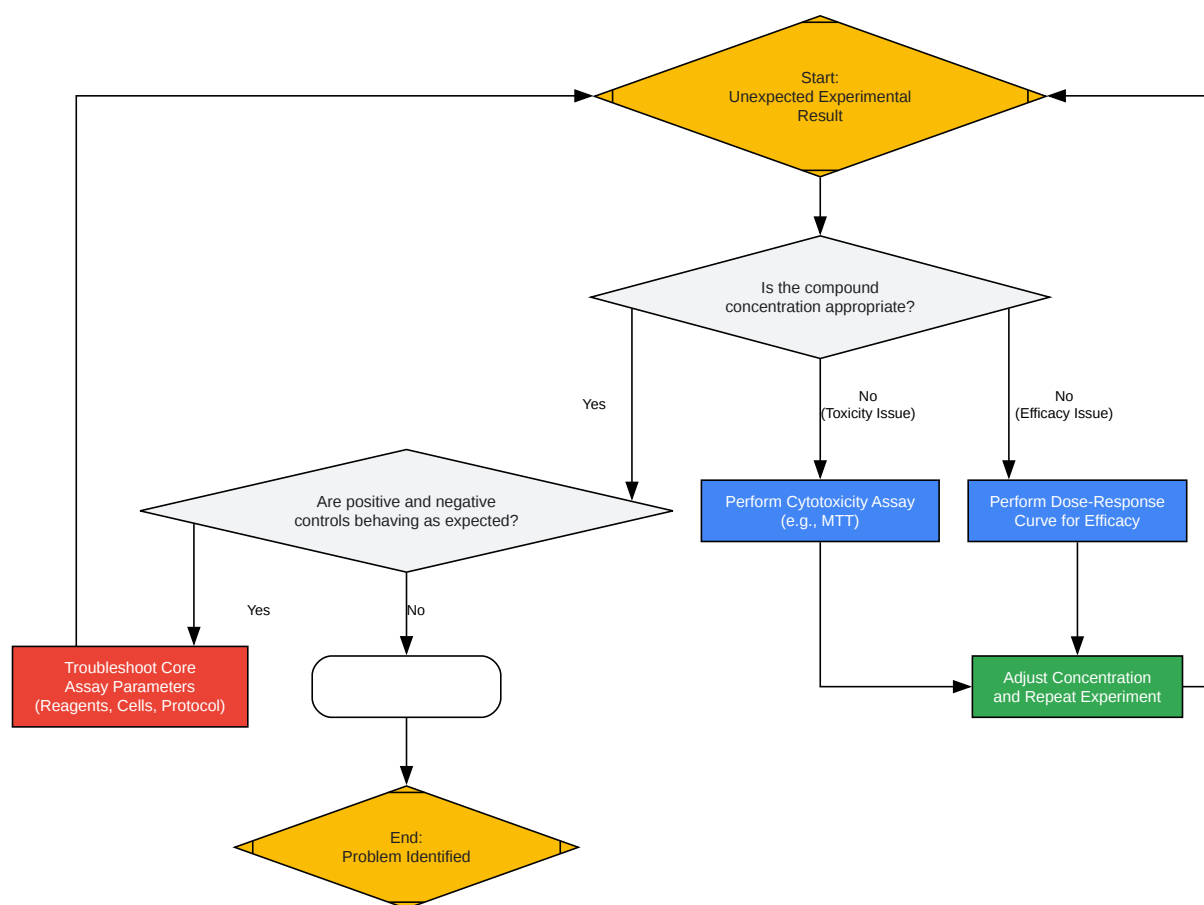 Start:
Unexpected Experimental
Result
Is the compound
concentration appropriate?
Yes
No
(Toxicity Issue)
No
(Efficacy Issue)
Are positive and negative
controls behaving as expected?
Perform Cytotoxicity Assay
(e.g., MTT)
Perform Dose-Response
Curve for Efficacy
Yes
No
Troubleshoot Core
Assay Parameters
(Reagents, Cells, Protocol)
Adjust Concentration
and Repeat Experiment
End:
Problem Identified